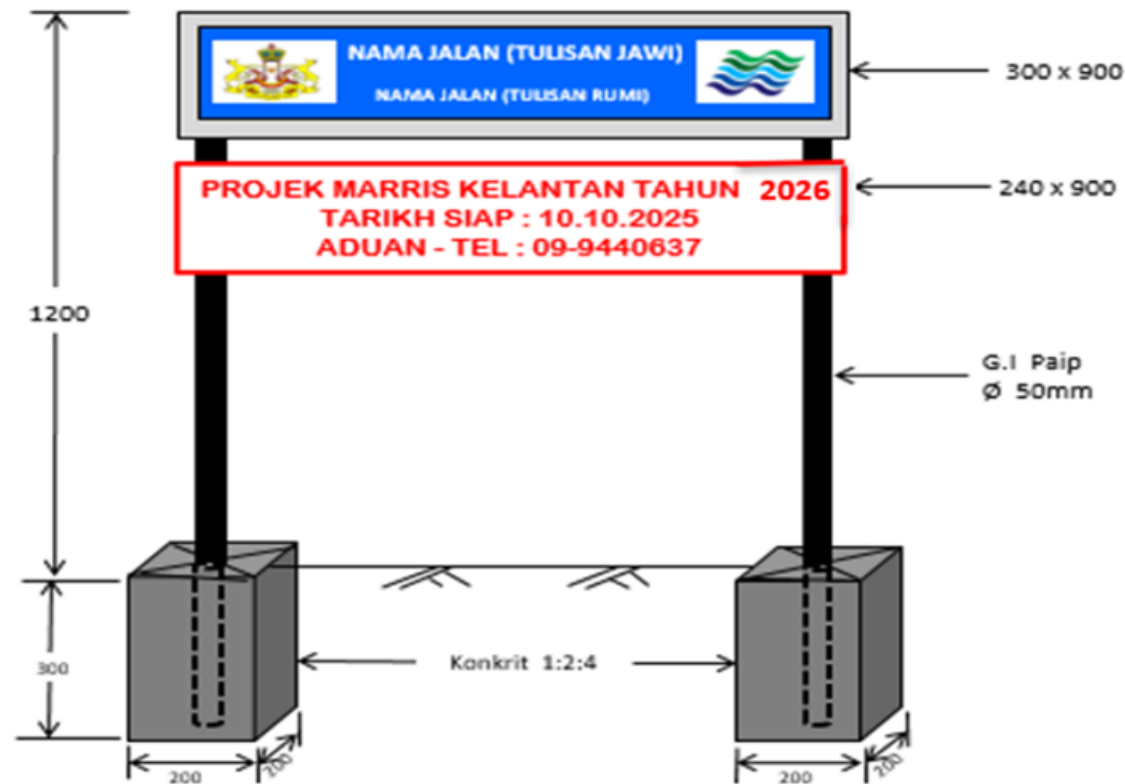 NAMA JALAN (TULISAN JAWI)
NAMA JALAN (TULISAN RUMI)
300 x 900
PROJEK MARRIS KELANTAN TAHUN 2026
TARIKH SIAP : 10.10.2025
ADUAN - TEL : 09-9440637
240 x 900
1200
G.I Paip
Ø 50mm
300
Konkrit 1:2:4
200
200
200
200